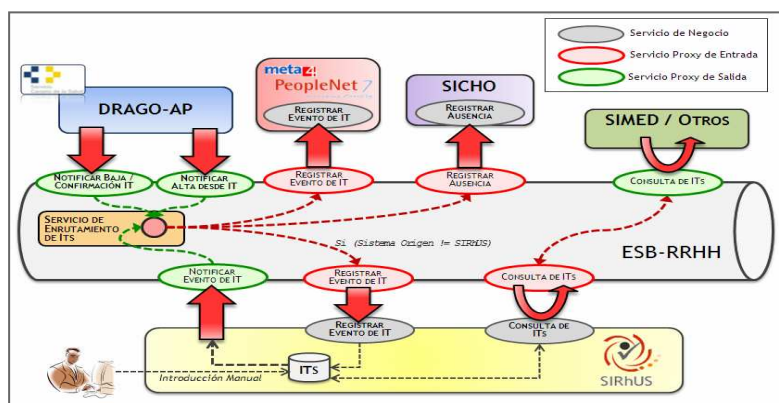 Servicio de Negocio
Servicio Proxy de Entrada
Servicio Proxy de Salida
DRAGO-AP
meta4
PeopleNet 7
REGISTRAR
EVENTO DE IT
SICHO
REGISTRAR
AUSENCIA
SIMED / OTROS
NOTIFICAR BAJA /
CONFIRMACIÓN IT
NOTIFICAR
ALTA DESDE IT
REGISTRAR
EVENTO DE IT
REGISTRAR
AUSENCIA
CONSULTA DE ITS
SERVICIO DE
ENRUTAMIENTO
DE ITS
Si (Sistema Origen != SIRhUS)
ESB-RRHH
NOTIFICAR
EVENTO DE IT
REGISTRAR
EVENTO DE IT
CONSULTA DE ITS
REGISTRAR
EVENTO DE IT
CONSULTA DE
ITS
ITS
Introducción Manual
SIRhUS